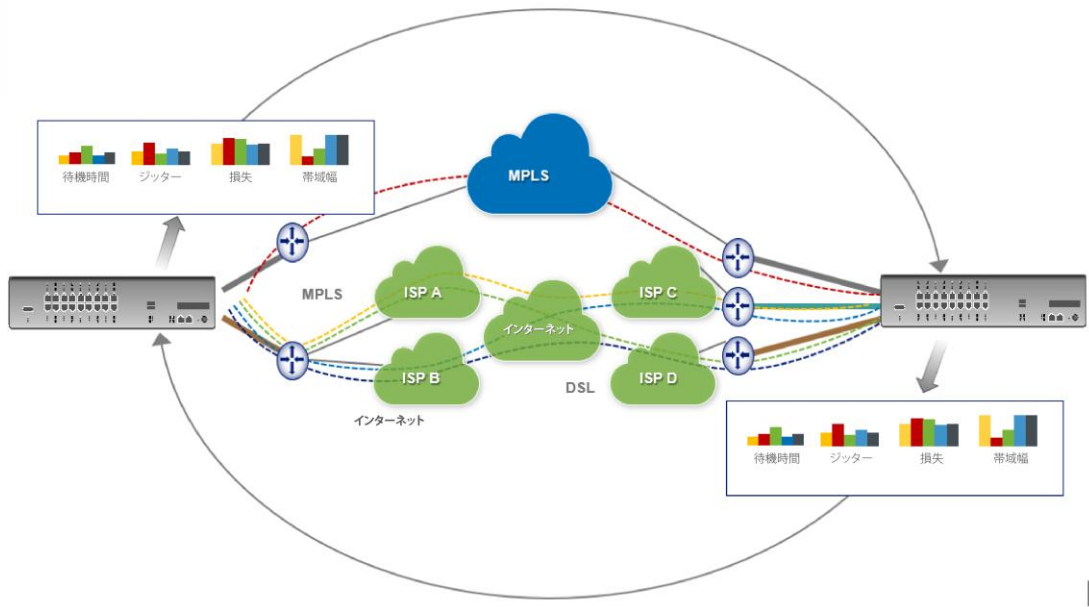 待機時間 ジッター 損失 帯域幅
MPLS
MPLS
ISP A
ISP C
インターネット
ISP B
ISP D
DSL
インターネット
待機時間 ジッター 損失 帯域幅